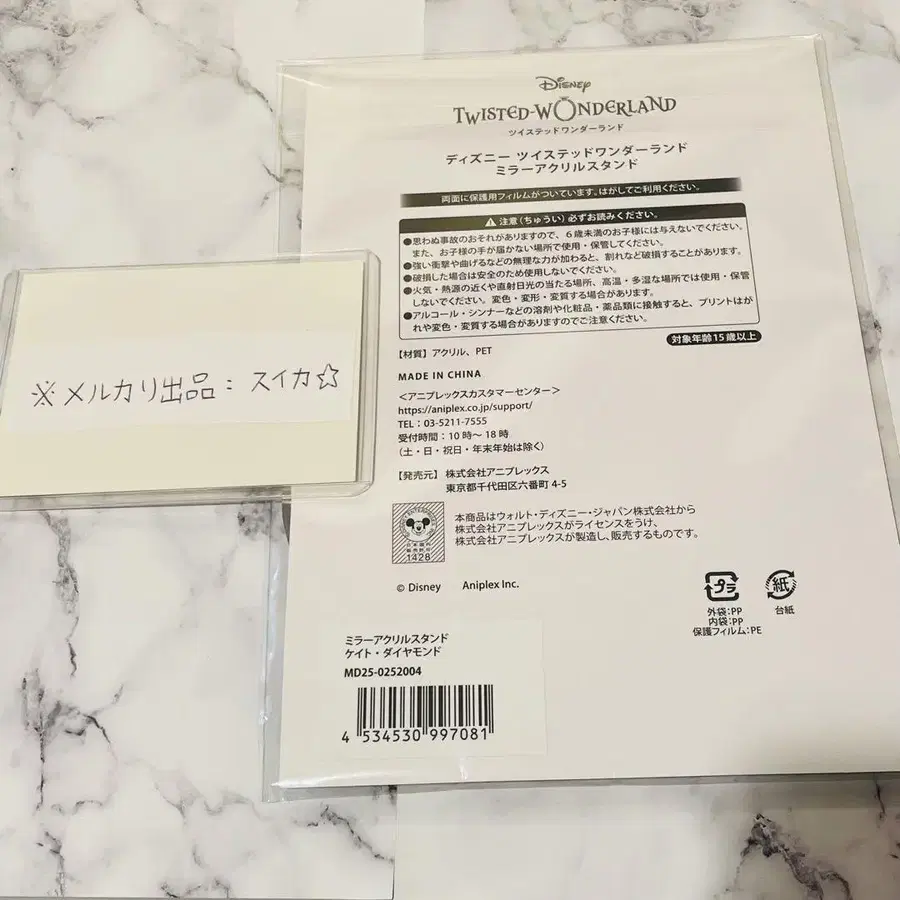 ※メルカリ出品：スイカ☆
Disney
TWISTED-WONDERLAND
ツイステッドワンダーランド
ディズニー ツイステッドワンダーランド
ミラーアクリルスタンド
両面に保護用フィルムがついています。はがしてご利用ください。
注意(ちゅうい)必ずお読みください。
●思わぬ事故のおそれがありますので、6歳未満のお子様には与えないでください。
また、お子様の手が届かない場所で使用・保管してください。
●強い衝撃や曲げるなどの無理な力が加わると、割れなど破損することがあります。
●破損した場合は安全のため使用しないでください。
●火気・熱源の近くや直射日光の当たる場所、高温・多湿な場所では使用・保管
しないでください。変色・変形・変質する場合があります。
●アルコール・シンナーなどの溶剤や化粧品・薬品類に接触すると、プリントはが
れや変色・変質する場合がありますのでご注意ください。
対象年齢15歳以上
【材質】アクリル、PET
MADE IN CHINA
＜アニプレックスカスタマーセンター＞
https://aniplex.co.jp/support/
TEL：03-5211-7555
受付時間：10時～18時
(土・日・祝日・年末年始は除く)
【発売元】株式会社アニプレックス
東京都千代田区六番町4-5
1428
本商品はウォルト・ディズニー・ジャパン株式会社から
株式会社アニプレックスがライセンスをうけ、
株式会社アニプレックスが製造し、販売するものです。
© Disney Aniplex Inc.
プラ
外袋：PP
内袋：PP
保護フィルム：PE
紙
台紙
ミラーアクリルスタンド
ケイト・ダイヤモンド
MD25-0252004
4 534530 997081